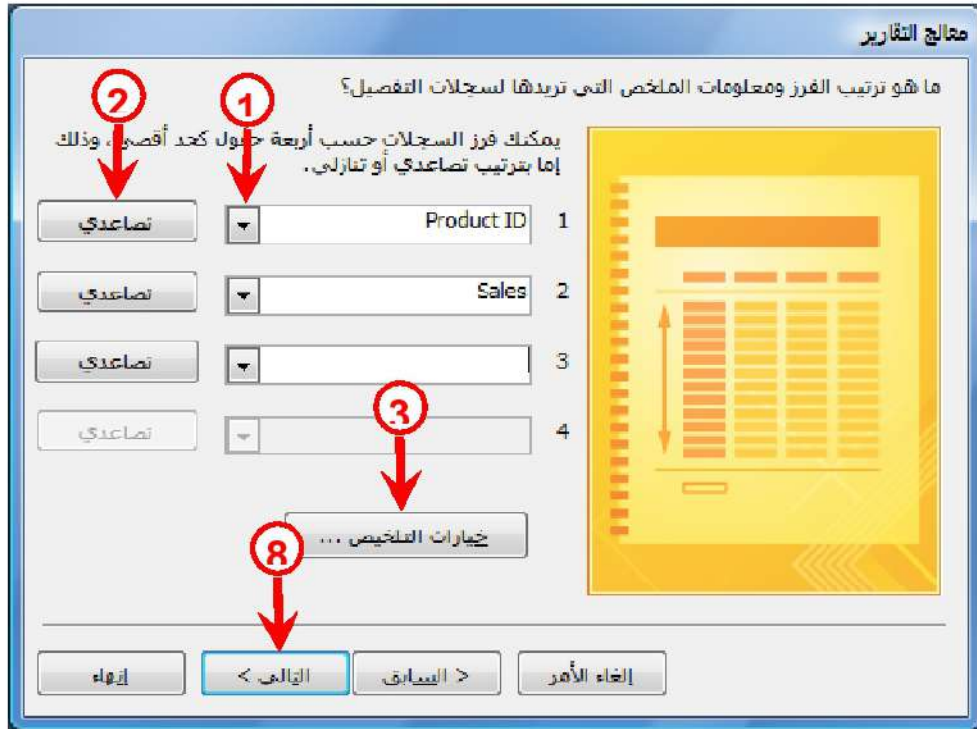 معالج التقارير
ما هو ترتيب الفرز ومعلومات الملخص التي تريدها لسجلات التفصيل؟
يمكنك فرز السجلات حسب أربعة حقول كحد أقصى، وذلك
إما بترتيب تصاعدي أو تنازلي.
2
1
1 Product ID تصاعدي
2 Sales تصاعدي
3 تصاعدي
4 تصاعدي
3
خيارات التلخيص ...
8
إلغاء الأمر < السابق التالي > إنهاء